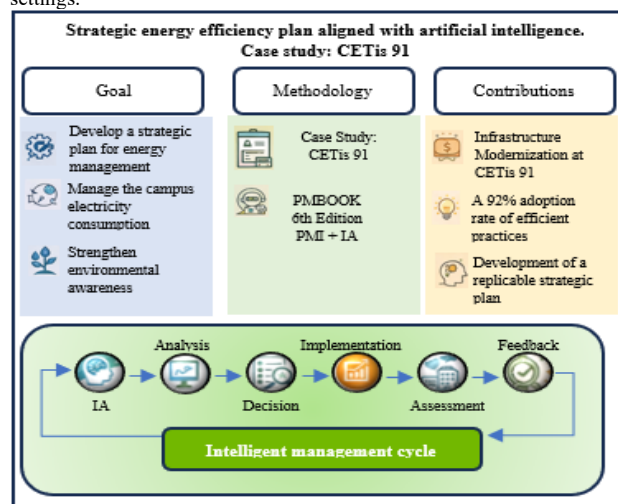 settings.
Strategic energy efficiency plan aligned with artificial intelligence.
Case study: CETis 91
Goal
Methodology
Contributions
Develop a strategic
plan for energy
management
Manage the campus
electricity
consumption
Strengthen
environmental
awareness
Case Study:
CETis 91
PMBOOK
6th Edition
PMI + IA
Infrastructure
Modernization at
CETis 91
A 92% adoption
rate of efficient
practices
Development of a
replicable strategic
plan
Analysis
Implementation
Feedback
IA
Decision
Assessment
Intelligent management cycle